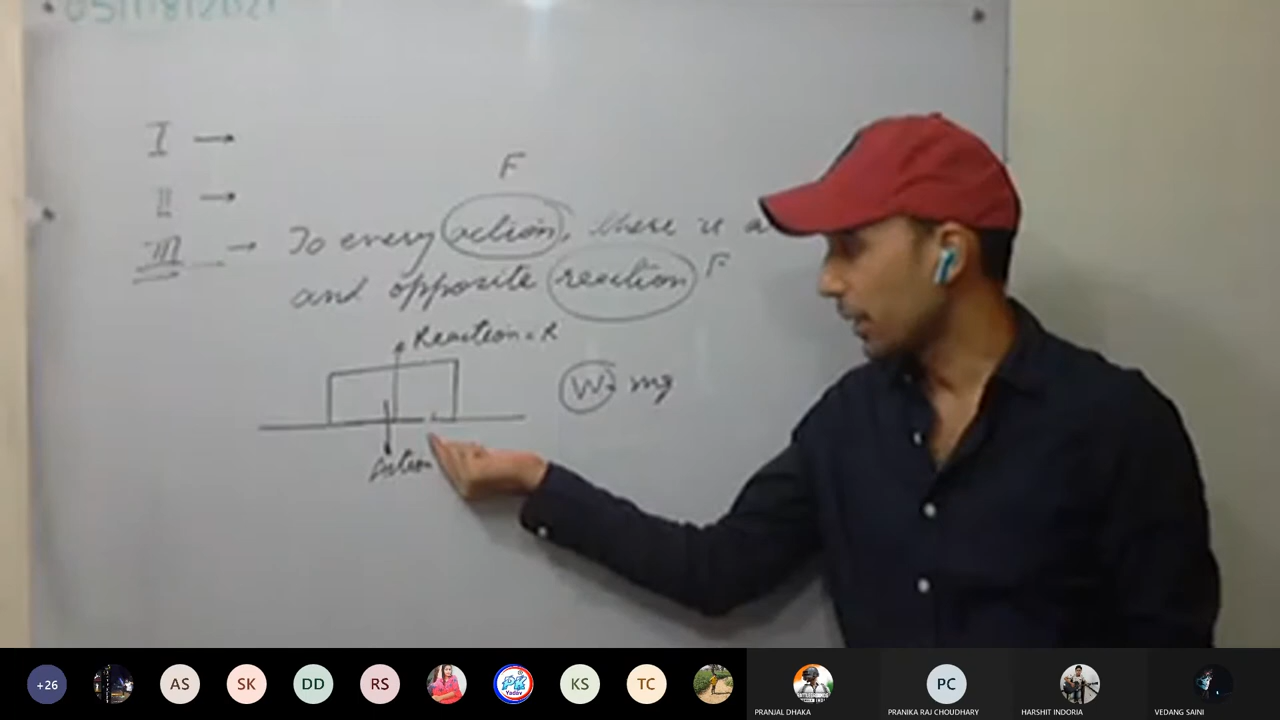 I →
II →
F
III → To every action, there is a
and opposite reaction F
Reaction = R
W = mg
Action
+26
AS
SK
DD
RS
Yadav
KS
TC
PC
PRANJAL DHAKA
PRANIKA RAJ CHOUDHARY
HARSHIT INDORIA
VEDANG SAINI